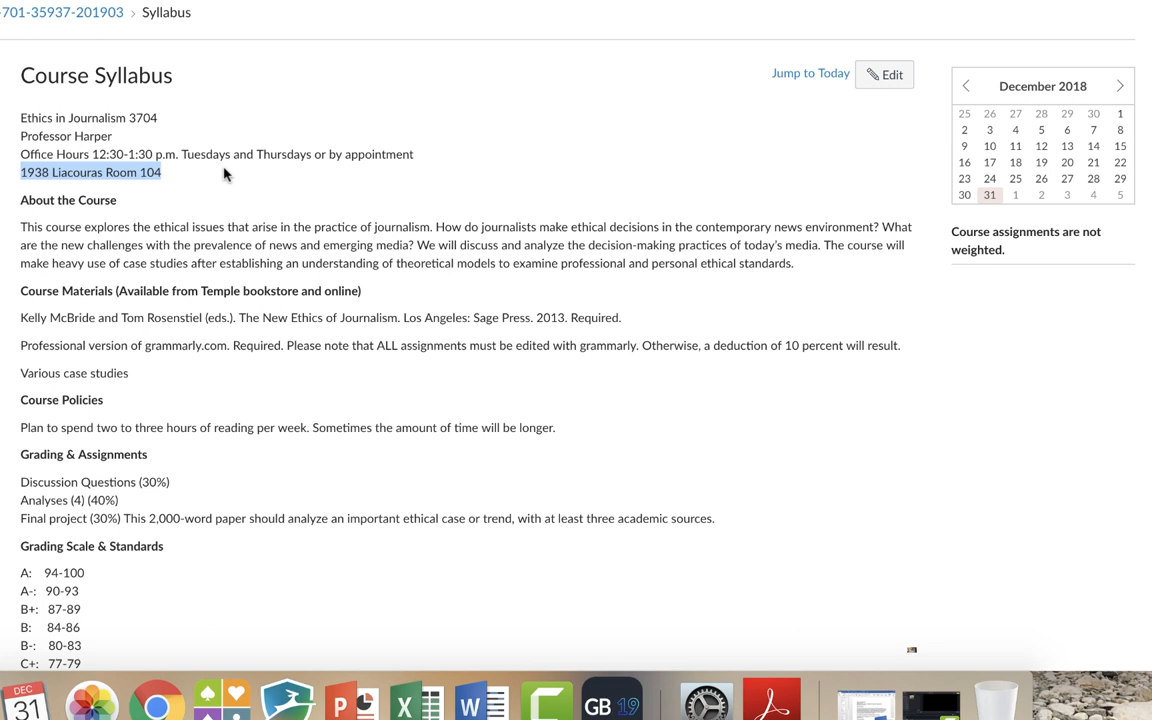 -701-35937-201903 › Syllabus
Course Syllabus
Jump to Today
Edit
Ethics in Journalism 3704
Professor Harper
Office Hours 12:30-1:30 p.m. Tuesdays and Thursdays or by appointment
1938 Liacouras Room 104
About the Course
This course explores the ethical issues that arise in the practice of journalism. How do journalists make ethical decisions in the contemporary news environment? What
are the new challenges with the prevalence of news and emerging media? We will discuss and analyze the decision-making practices of today’s media. The course will
make heavy use of case studies after establishing an understanding of theoretical models to examine professional and personal ethical standards.
Course Materials (Available from Temple bookstore and online)
Kelly McBride and Tom Rosenstiel (eds.). The New Ethics of Journalism. Los Angeles: Sage Press. 2013. Required.
Professional version of grammarly.com. Required. Please note that ALL assignments must be edited with grammarly. Otherwise, a deduction of 10 percent will result.
Various case studies
Course Policies
Plan to spend two to three hours of reading per week. Sometimes the amount of time will be longer.
Grading & Assignments
Discussion Questions (30%)
Analyses (4) (40%)
Final project (30%) This 2,000-word paper should analyze an important ethical case or trend, with at least three academic sources.
Grading Scale & Standards
A: 94-100
A-: 90-93
B+: 87-89
B: 84-86
B-: 80-83
C+: 77-79
December 2018
25 26 27 28 29 30 1
2 3 4 5 6 7 8
9 10 11 12 13 14 15
16 17 18 19 20 21 22
23 24 25 26 27 28 29
30 31 1 2 3 4 5
Course assignments are not
weighted.
DEC
31
P
X
W
C
GB 19